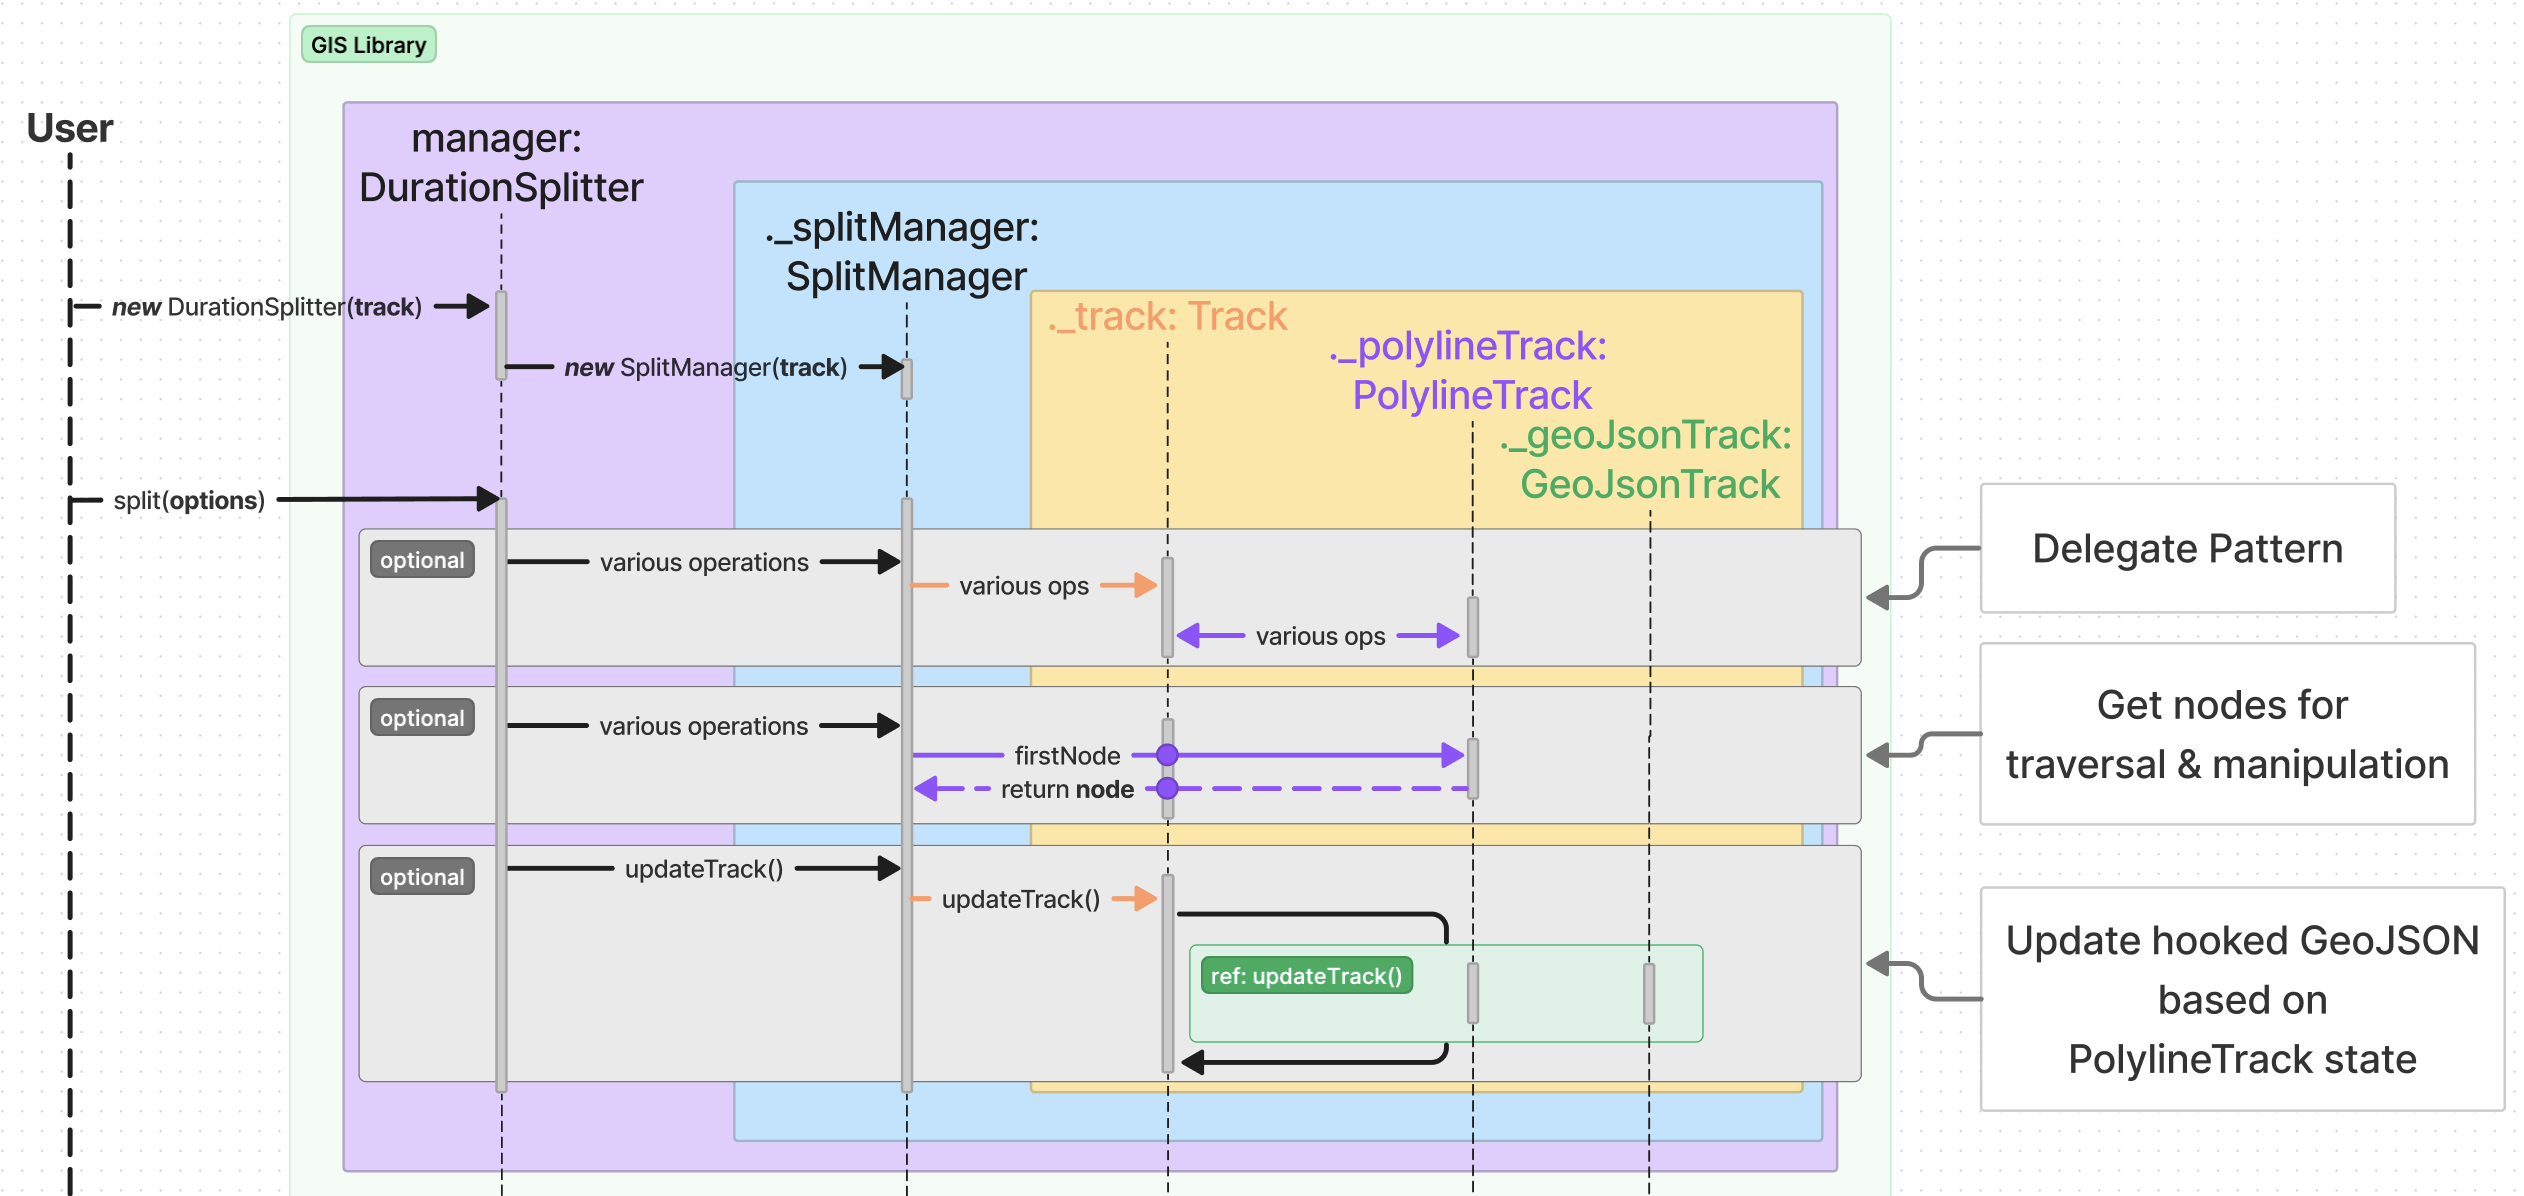 GIS Library
User
manager:
DurationSplitter
._splitManager:
SplitManager
new DurationSplitter(track)
._track: Track
._polylineTrack:
PolylineTrack
new SplitManager(track)
._geoJsonTrack:
GeoJsonTrack
split(options)
Delegate Pattern
optional
various operations
various ops
various ops
Get nodes for
traversal & manipulation
optional
various operations
firstNode
return node
optional
updateTrack()
updateTrack()
ref: updateTrack()
Update hooked GeoJSON
based on
PolylineTrack state